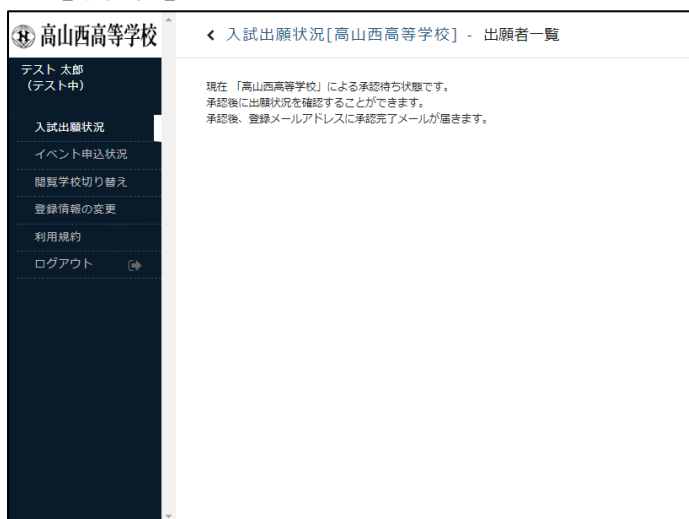 高山西高等学校
入試出願状況[高山西高等学校] - 出願者一覧
テスト 太郎
(テスト中)
入試出願状況
イベント申込状況
閲覧学校切り替え
登録情報の変更
利用規約
ログアウト
現在 「高山西高等学校」による承認待ち状態です。
承認後に出願状況を確認することができます。
承認後、登録メールアドレスに承認完了メールが届きます。